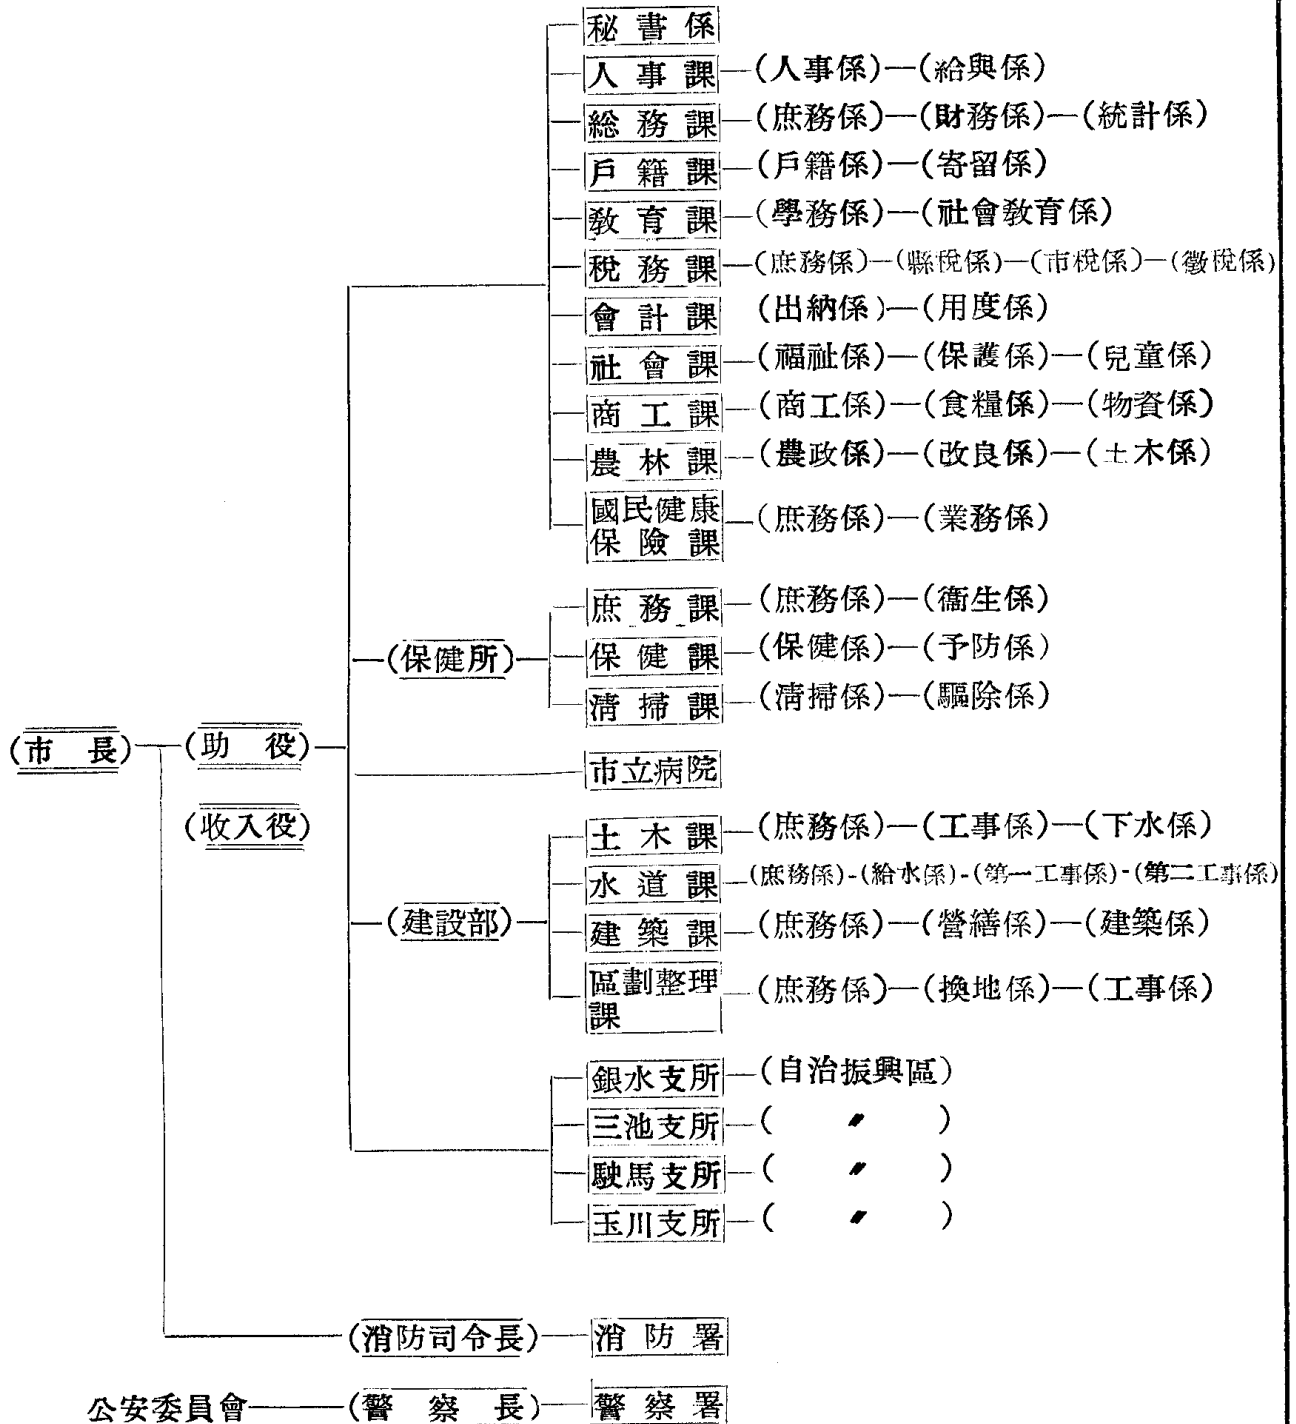 秘書係
人事課―(人事係)―(給與係)
総務課―(庶務係)―(財務係)―(統計係)
戶籍課―(戶籍係)―(寄留係)
教育課―(學務係)―(社會教育係)
税務課―(庶務係)―(縣税係)―(市税係)―(徵税係)
會計課 (出納係)―(用度係)
社會課―(福祉係)―(保護係)―(兒童係)
商工課―(商工係)―(食糧係)―(物資係)
農林課―(農政係)―(改良係)―(土木係)
國民健康
保險課―(庶務係)―(業務係)
庶務課―(庶務係)―(衞生係)
(保健所)―保健課―(保健係)―(予防係)
清掃課―(清掃係)―(驅除係)
(市長)―(助役)
市立病院
(收入役)
土木課―(庶務係)―(工事係)―(下水係)
水道課―(庶務係)-(給水係)-(第一工事係)-(第二工事係)
(建設部)―建築課―(庶務係)―(營繕係)―(建築係)
區劃整理
課―(庶務係)―(換地係)―(工事係)
銀水支所―(自治振興區)
三池支所―(〃)
駛馬支所―(〃)
玉川支所―(〃)
(消防司令長)―消防署
公安委員會―(警察長)―警察署